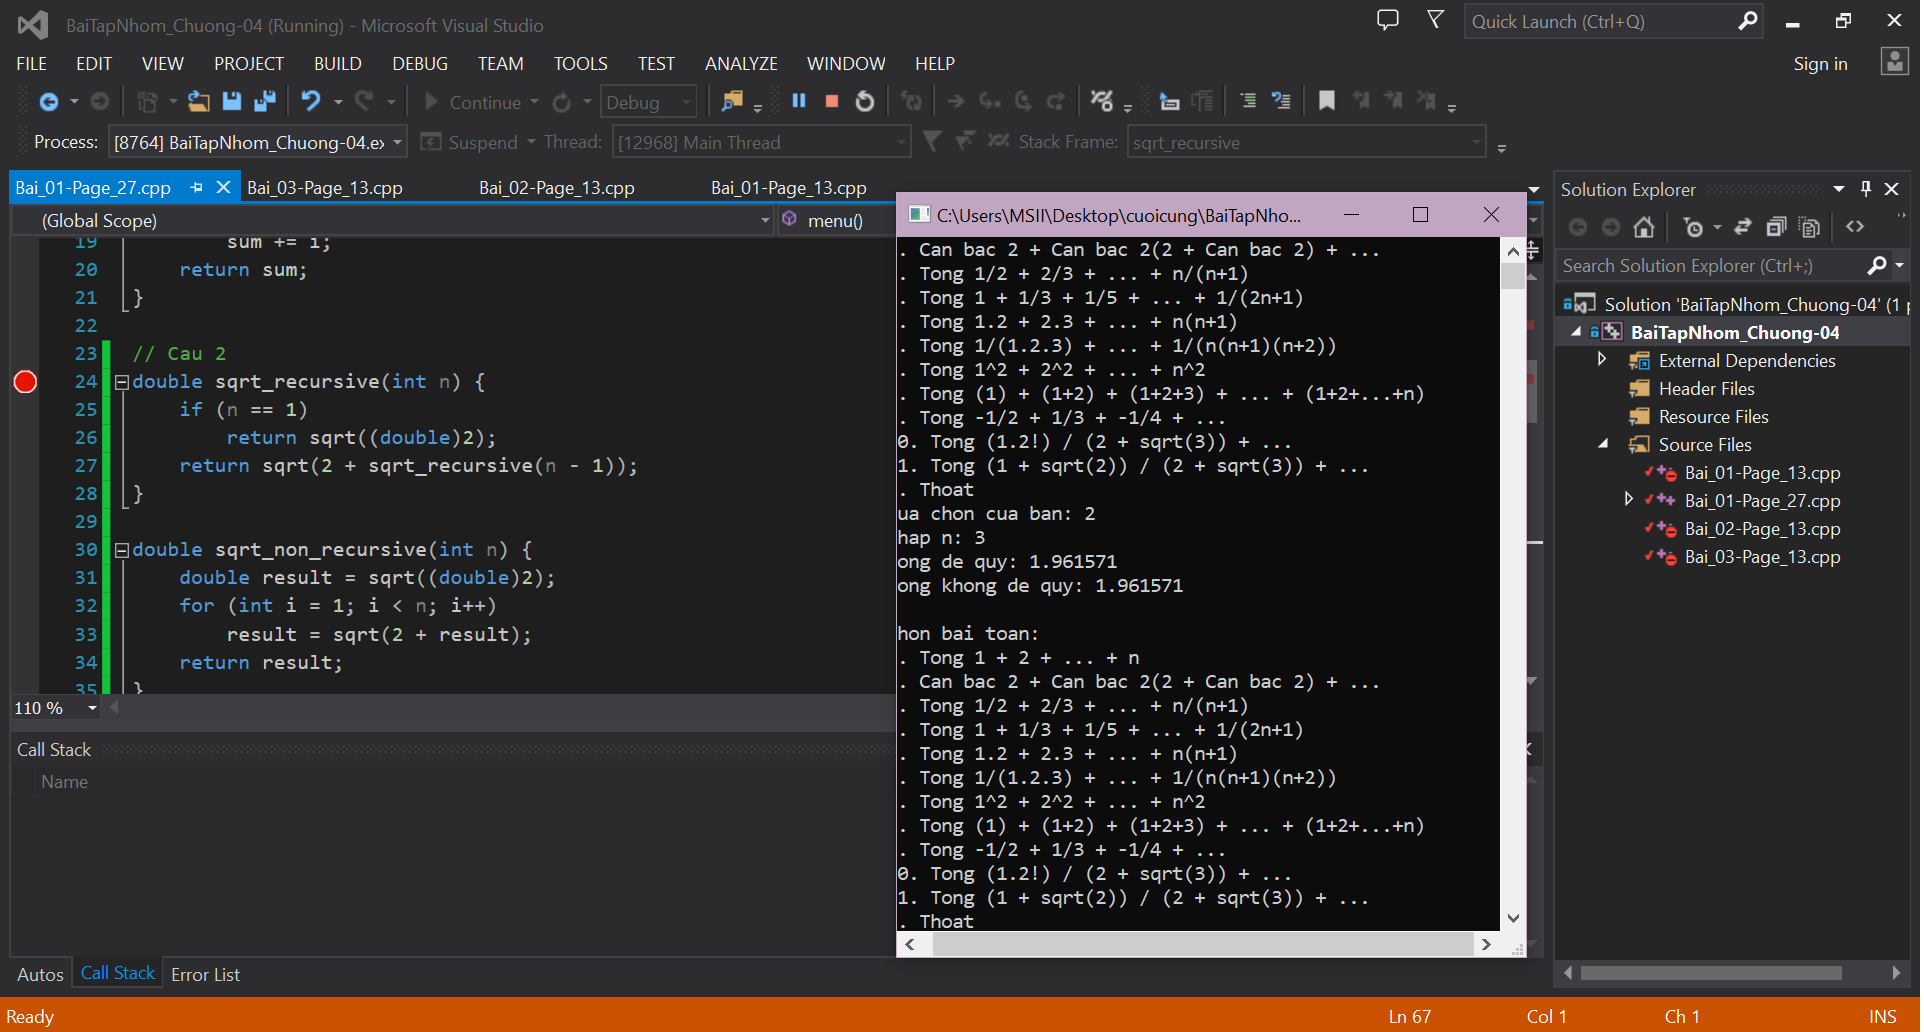 BaiTapNhom_Chuong-04 (Running) - Microsoft Visual Studio
Quick Launch (Ctrl+Q)
FILE EDIT VIEW PROJECT BUILD DEBUG TEAM TOOLS TEST ANALYZE WINDOW HELP
Sign in
Continue
Debug
Process: [8764] BaiTapNhom_Chuong-04.ex
Suspend
Thread: [12968] Main Thread
Stack Frame: sqrt_recursive
Bai_01-Page_27.cpp
Bai_03-Page_13.cpp
Bai_02-Page_13.cpp
Bai_01-Page_13.cpp
(Global Scope)
menu()
19 sum += i;
20 return sum;
21 }
22
23 // Cau 2
24 double sqrt_recursive(int n) {
25 if (n == 1)
26 return sqrt((double)2);
27 return sqrt(2 + sqrt_recursive(n - 1));
28 }
29
30 double sqrt_non_recursive(int n) {
31 double result = sqrt((double)2);
32 for (int i = 1; i < n; i++)
33 result = sqrt(2 + result);
34 return result;
35 }
110 %
Call Stack
Name
Autos
Call Stack
Error List
C:\Users\MSII\Desktop\cuoicung\BaiTapNho...
. Can bac 2 + Can bac 2(2 + Can bac 2) + ...
. Tong 1/2 + 2/3 + ... + n/(n+1)
. Tong 1 + 1/3 + 1/5 + ... + 1/(2n+1)
. Tong 1.2 + 2.3 + ... + n(n+1)
. Tong 1/(1.2.3) + ... + 1/(n(n+1)(n+2))
. Tong 1^2 + 2^2 + ... + n^2
. Tong (1) + (1+2) + (1+2+3) + ... + (1+2+...+n)
. Tong -1/2 + 1/3 + -1/4 + ...
0. Tong (1.2!) / (2 + sqrt(3)) + ...
1. Tong (1 + sqrt(2)) / (2 + sqrt(3)) + ...
. Thoat
ua chon cua ban: 2
hap n: 3
ong de quy: 1.961571
ong khong de quy: 1.961571
hon bai toan:
. Tong 1 + 2 + ... + n
. Can bac 2 + Can bac 2(2 + Can bac 2) + ...
. Tong 1/2 + 2/3 + ... + n/(n+1)
. Tong 1 + 1/3 + 1/5 + ... + 1/(2n+1)
. Tong 1.2 + 2.3 + ... + n(n+1)
. Tong 1/(1.2.3) + ... + 1/(n(n+1)(n+2))
. Tong 1^2 + 2^2 + ... + n^2
. Tong (1) + (1+2) + (1+2+3) + ... + (1+2+...+n)
. Tong -1/2 + 1/3 + -1/4 + ...
0. Tong (1.2!) / (2 + sqrt(3)) + ...
1. Tong (1 + sqrt(2)) / (2 + sqrt(3)) + ...
. Thoat
Solution Explorer
Search Solution Explorer (Ctrl+;)
Solution 'BaiTapNhom_Chuong-04' (1 p
BaiTapNhom_Chuong-04
External Dependencies
Header Files
Resource Files
Source Files
Bai_01-Page_13.cpp
Bai_01-Page_27.cpp
Bai_02-Page_13.cpp
Bai_03-Page_13.cpp
Ready
Ln 67
Col 1
Ch 1
INS